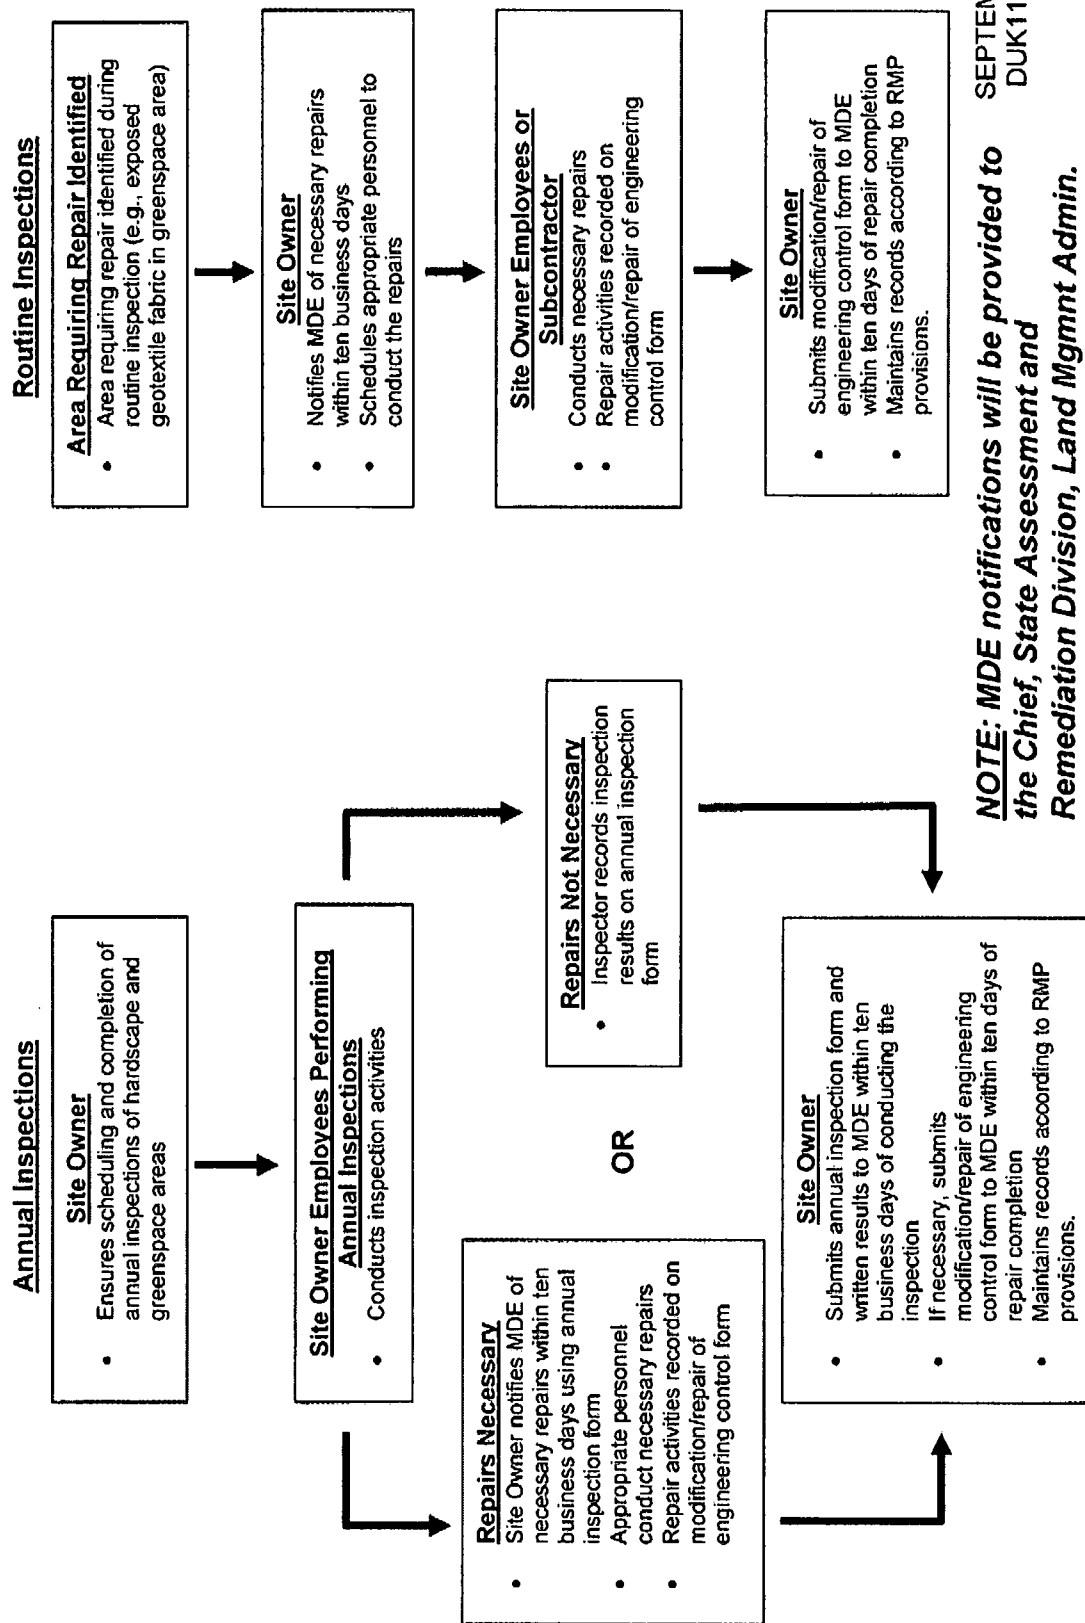 Annual Inspections
Site Owner
• Ensures scheduling and completion of
annual inspections of hardscape and
greenspace areas
Site Owner Employees Performing
Annual Inspections
• Conducts inspection activities
Repairs Necessary
• Site Owner notifies MDE of
necessary repairs within ten
business days using annual
inspection form
• Appropriate personnel
conduct necessary repairs
• Repair activities recorded on
modification/repair of
engineering control form
OR
Repairs Not Necessary
• Inspector records inspection
results on annual inspection
form
Site Owner
• Submits annual inspection form and
written results to MDE within ten
business days of conducting the
inspection
• If necessary, submits
modification/repair of engineering
control form to MDE within ten days of
repair completion
• Maintains records according to RMP
provisions.
Routine Inspections
Area Requiring Repair Identified
• Area requiring repair identified during
routine inspection (e.g., exposed
geotextile fabric in greenspace area)
Site Owner
• Notifies MDE of necessary repairs
within ten business days
• Schedules appropriate personnel to
conduct the repairs
Site Owner Employees or
Subcontractor
• Conducts necessary repairs
• Repair activities recorded on
modification/repair of engineering
control form
Site Owner
• Submits modification/repair of
engineering control form to MDE
within ten days of repair completion
• Maintains records according to RMP
provisions.
NOTE: MDE notifications will be provided to
the Chief, State Assessment and
Remediation Division, Land Mgmnt Admin.